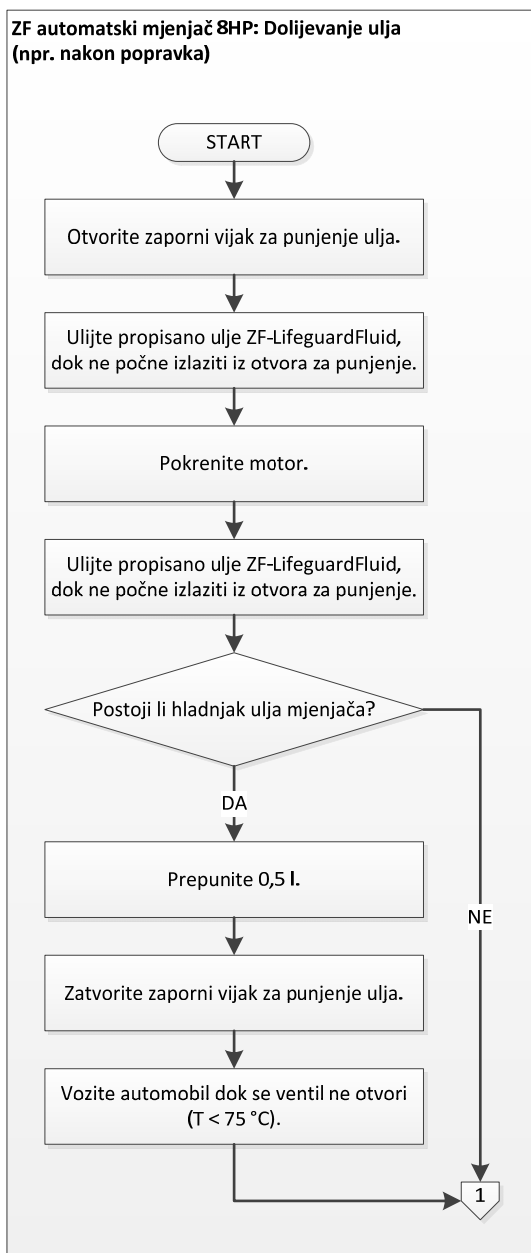 ZF automatski mjenjač 8HP: Dolijevanje ulja
(npr. nakon popravka)
START
Otvorite zaporni vijak za punjenje ulja.
Ulijte propisano ulje ZF-LifeguardFluid,
dok ne počne izlaziti iz otvora za punjenje.
Pokrenite motor.
Ulijte propisano ulje ZF-LifeguardFluid,
dok ne počne izlaziti iz otvora za punjenje.
Postoji li hladnjak ulja mjenjača?
DA
Prepunite 0,5 l.
NE
Zatvorite zaporni vijak za punjenje ulja.
Vozite automobil dok se ventil ne otvori
(T < 75 °C).
1